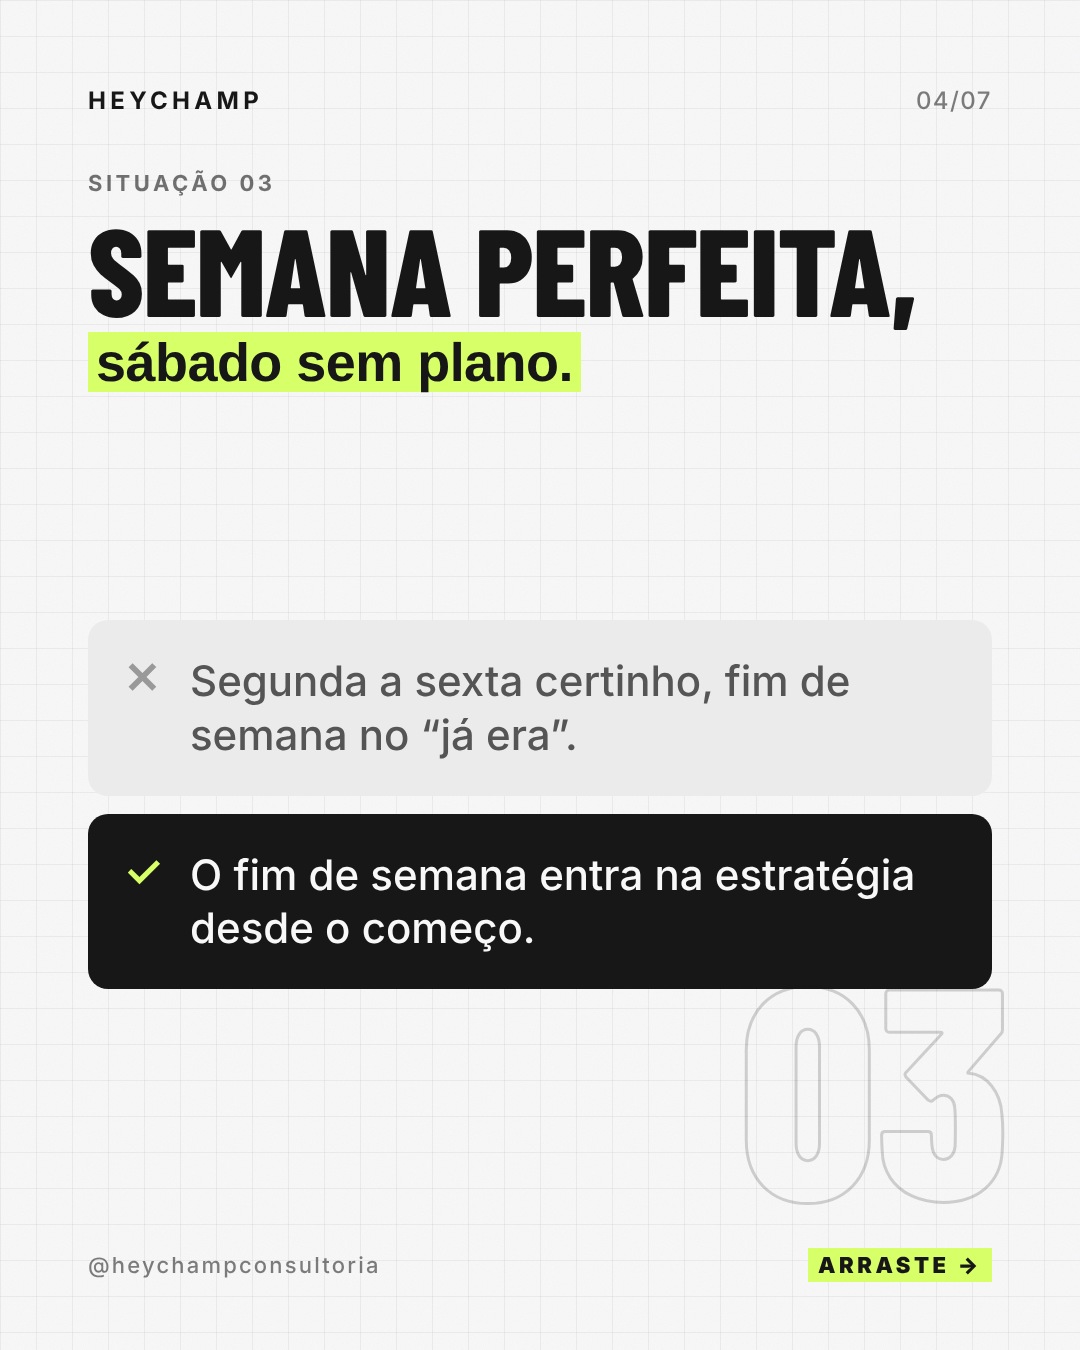 HEYCHAMP
04/07
SITUAÇÃO 03
SEMANA PERFEITA,
sábado sem plano.
✕ Segunda a sexta certinho, fim de
semana no “já era”.
✓ O fim de semana entra na estratégia
desde o começo.
03
@heychampconsultoria
ARRASTE →